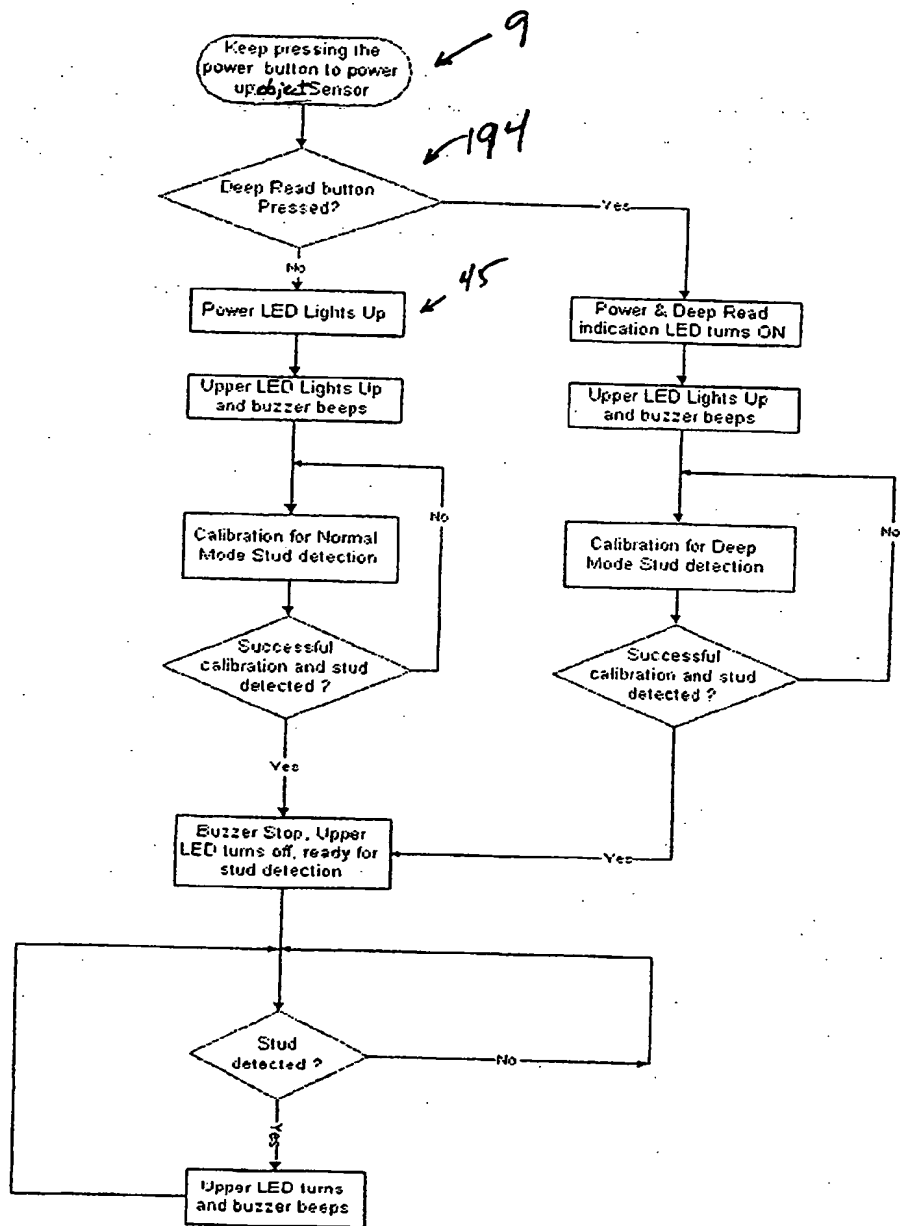 9
Keep pressing the
power button to power
up object Sensor
194
Deep Read button
Pressed?
Yes
No
45
Power LED Lights Up
Power & Deep Read
indication LED turns ON
Upper LED Lights Up
and buzzer beeps
Upper LED Lights Up
and buzzer beeps
No
No
Calibration for Normal
Mode Stud detection
Calibration for Deep
Mode Stud detection
Successful
calibration and stud
detected ?
Successful
calibration and stud
detected ?
Yes
Buzzer Stop, Upper
LED turns off, ready for
stud detection
Yes
Stud
detected ?
No
Yes
Upper LED turns
and buzzer beeps